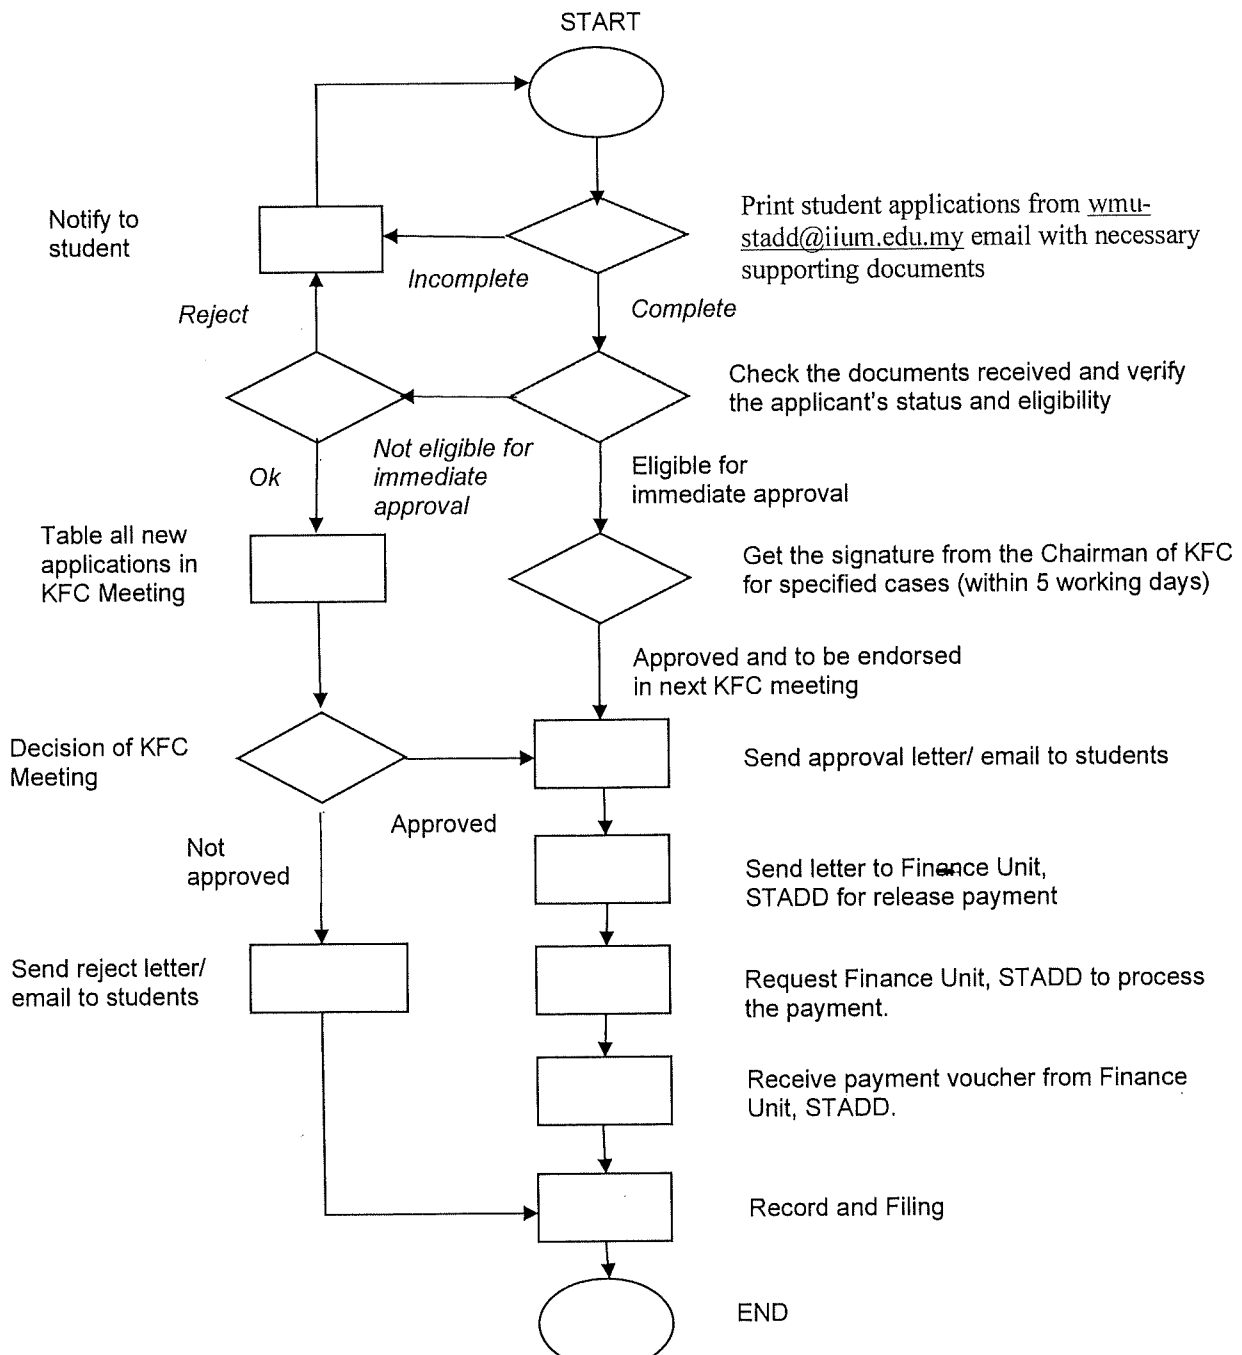 START
Notify to
student
Print student applications from wmu-
stadd@iium.edu.my email with necessary
supporting documents
Incomplete
Reject
Complete
Check the documents received and verify
the applicant's status and eligibility
Not eligible for
immediate
approval
Ok
Eligible for
immediate approval
Table all new
applications in
KFC Meeting
Get the signature from the Chairman of KFC
for specified cases (within 5 working days)
Approved and to be endorsed
in next KFC meeting
Decision of KFC
Meeting
Send approval letter/ email to students
Approved
Not
approved
Send letter to Finance Unit,
STADD for release payment
Send reject letter/
email to students
Request Finance Unit, STADD to process
the payment.
Receive payment voucher from Finance
Unit, STADD.
Record and Filing
END